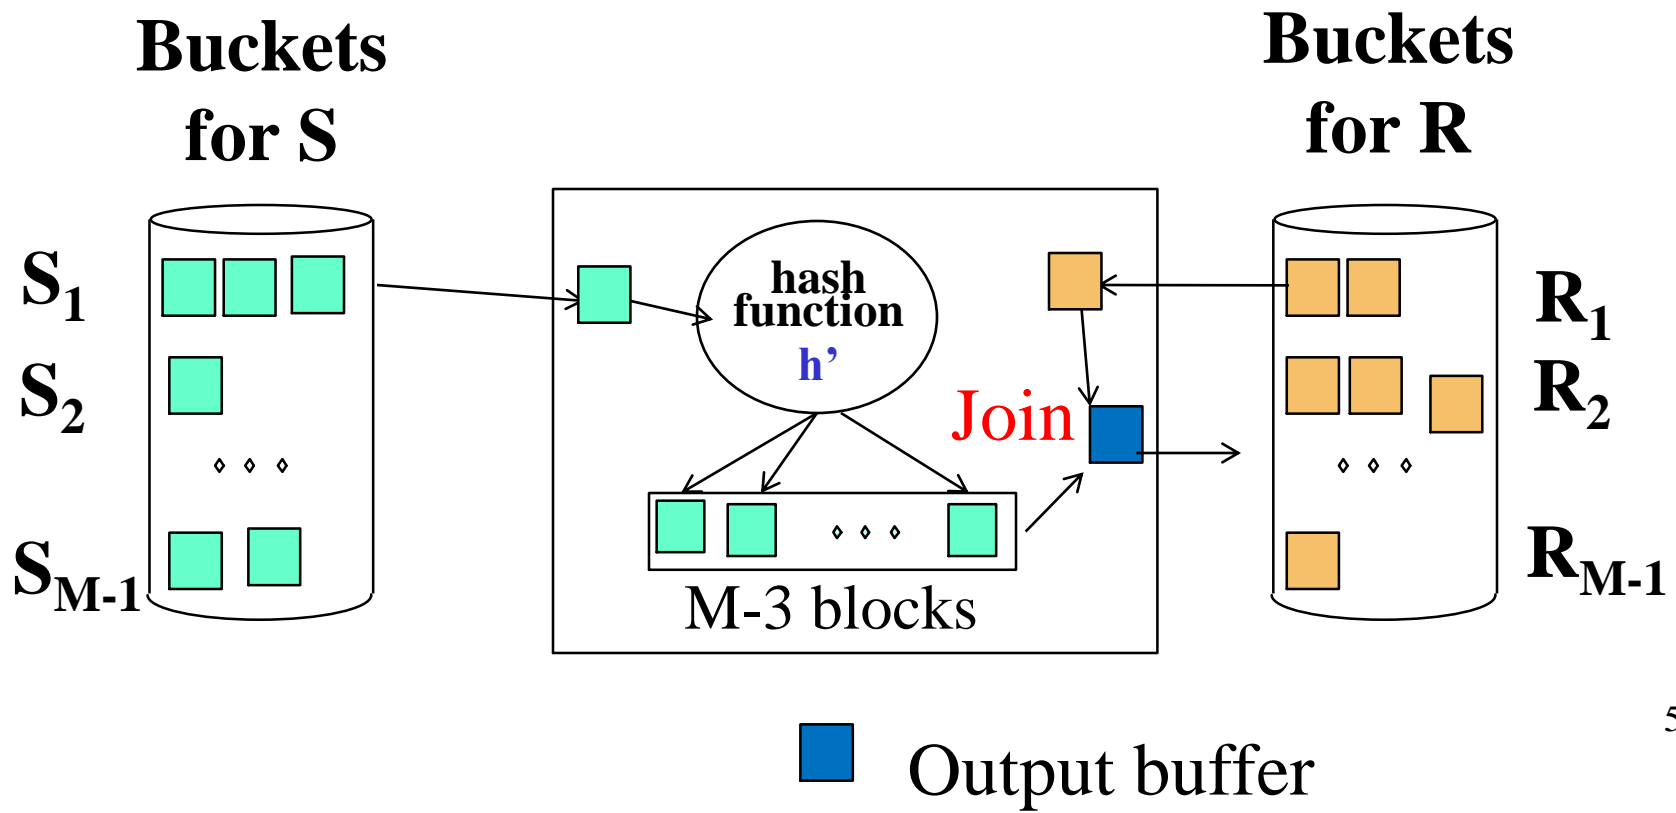 Buckets
for S
Buckets
for R
S1
S2
SM-1
hash
function
h’
Join
M-3 blocks
R1
R2
RM-1
5
Output buffer